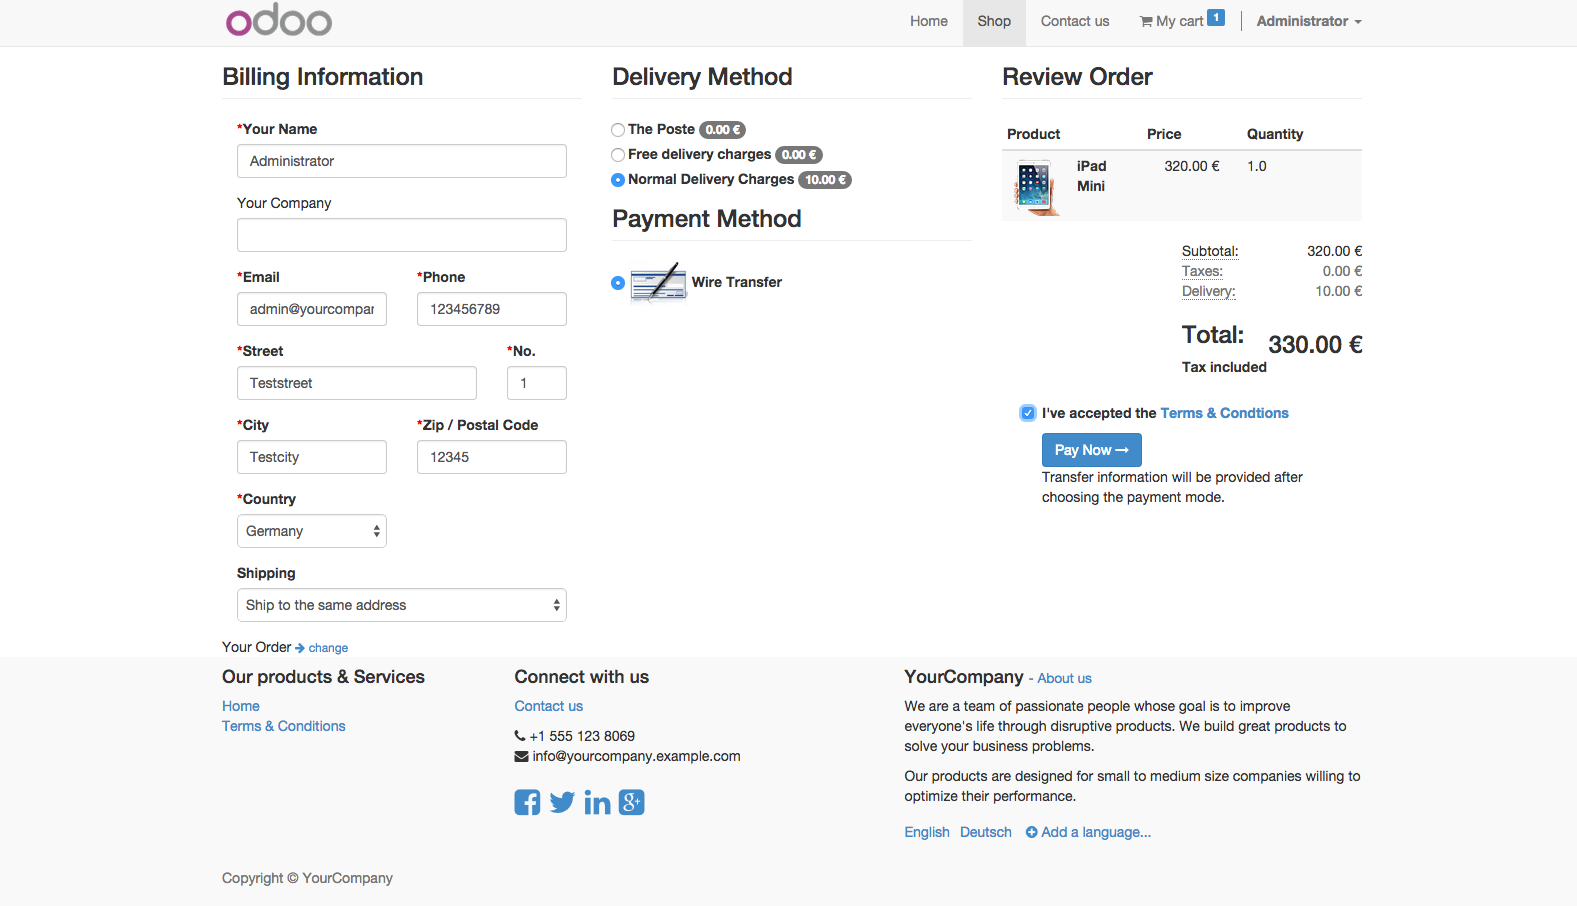 odoo
Home
Shop
Contact us
My cart 1
Administrator
Billing Information
*Your Name
Administrator
Your Company
*Email
*Phone
admin@yourcompar
123456789
*Street
*No.
Teststreet
1
*City
*Zip / Postal Code
Testcity
12345
*Country
Germany
Shipping
Ship to the same address
Your Order change
Delivery Method
The Poste 0.00 €
Free delivery charges 0.00 €
Normal Delivery Charges 10.00 €
Payment Method
Wire Transfer
Review Order
Product Price Quantity
iPad 320.00 € 1.0
Mini
Subtotal: 320.00 €
Taxes: 0.00 €
Delivery: 10.00 €
Total: 330.00 €
Tax included
I've accepted the Terms & Condtions
Pay Now →
Transfer information will be provided after
choosing the payment mode.
Our products & Services
Home
Terms & Conditions
Connect with us
Contact us
+1 555 123 8069
info@yourcompany.example.com
YourCompany - About us
We are a team of passionate people whose goal is to improve
everyone's life through disruptive products. We build great products to
solve your business problems.
Our products are designed for small to medium size companies willing to
optimize their performance.
English Deutsch Add a language...
Copyright © YourCompany